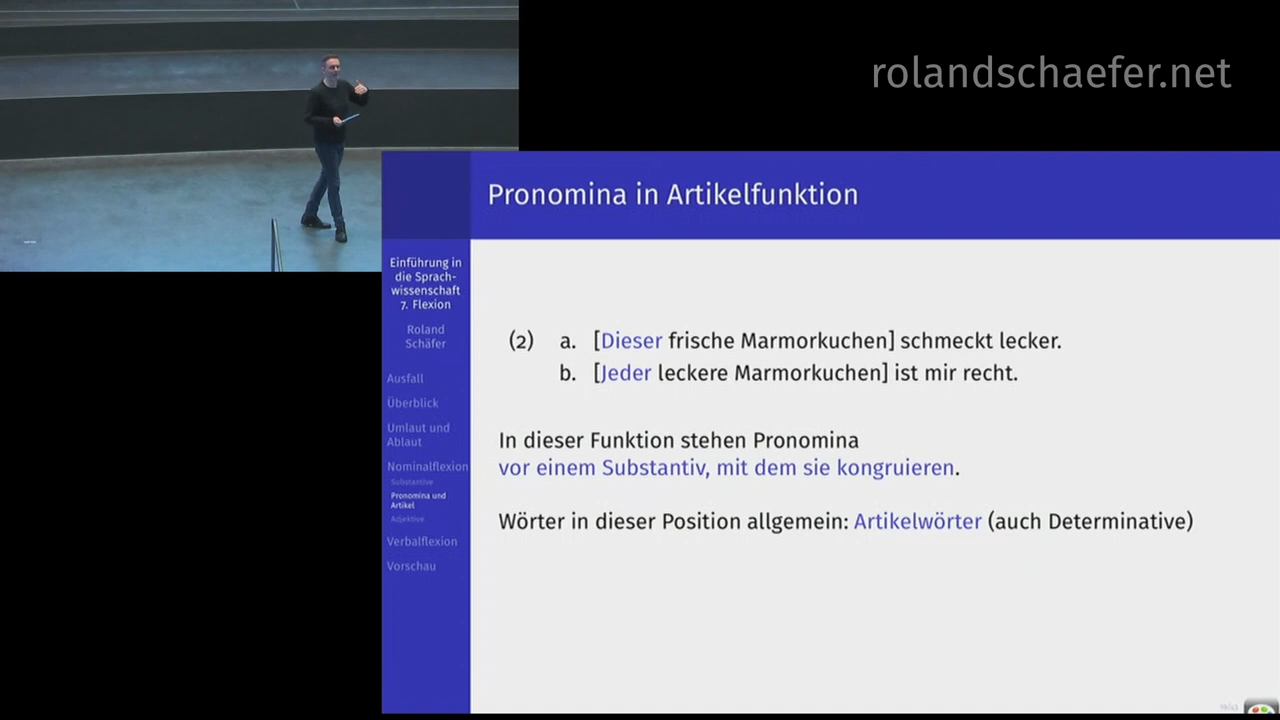 rolandschaefer.net
Pronomina in Artikelfunktion
Einführung in
die Sprach-
wissenschaft
7. Flexion
Roland
Schäfer
Ausfall
Überblick
Umlaut und
Ablaut
Nominalflexion
Substantive
Pronomina und
Artikel
Adjektive
Verbalflexion
Vorschau
(2) a. [Dieser frische Marmorkuchen] schmeckt lecker.
b. [Jeder leckere Marmorkuchen] ist mir recht.
In dieser Funktion stehen Pronomina
vor einem Substantiv, mit dem sie kongruieren.
Wörter in dieser Position allgemein: Artikelwörter (auch Determinative)